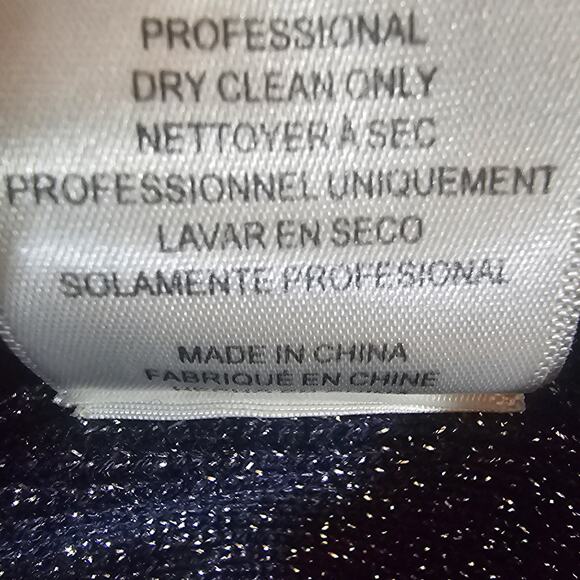 PROFESSIONAL
DRY CLEAN ONLY
NETTOYER À SEC
PROFESSIONNEL UNIQUEMENT
LAVAR EN SECO
SOLAMENTE PROFESIONAL
MADE IN CHINA
FABRIQUÉ EN CHINE